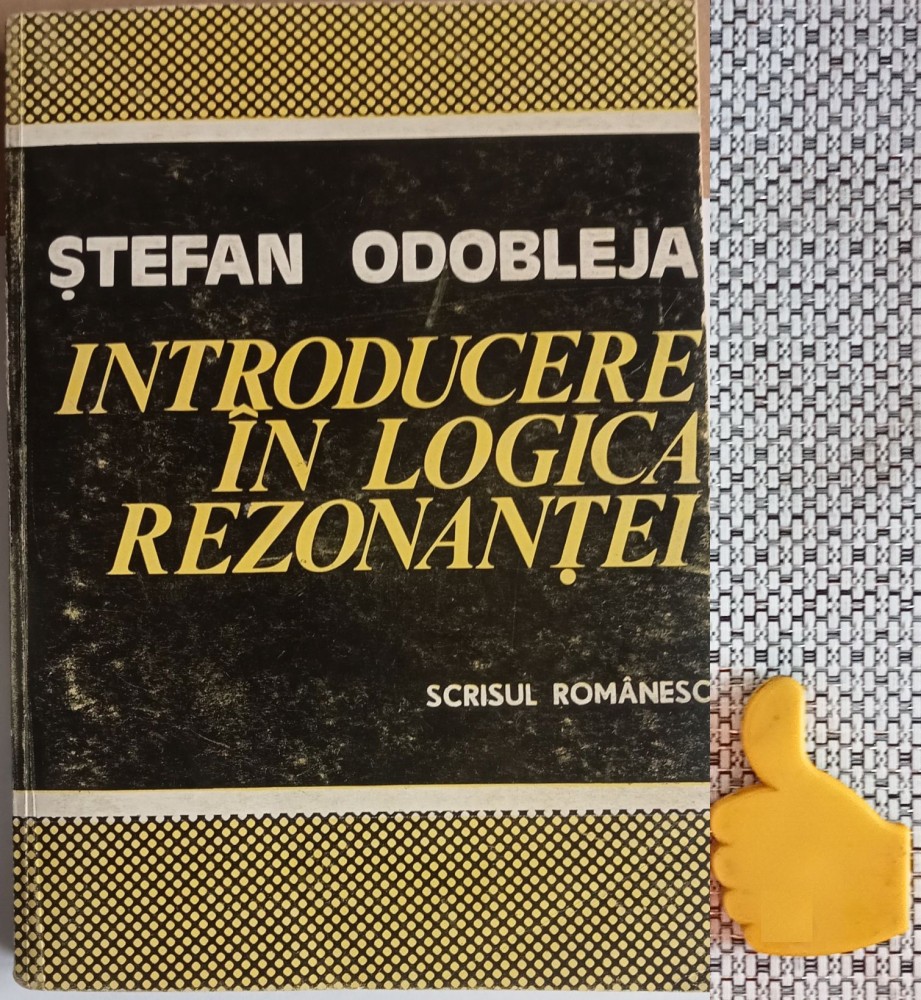 ȘTEFAN ODOBLEJA
INTRODUCERE
ÎN LOGICA
REZONANȚEI
SCRISUL ROMÂNESC